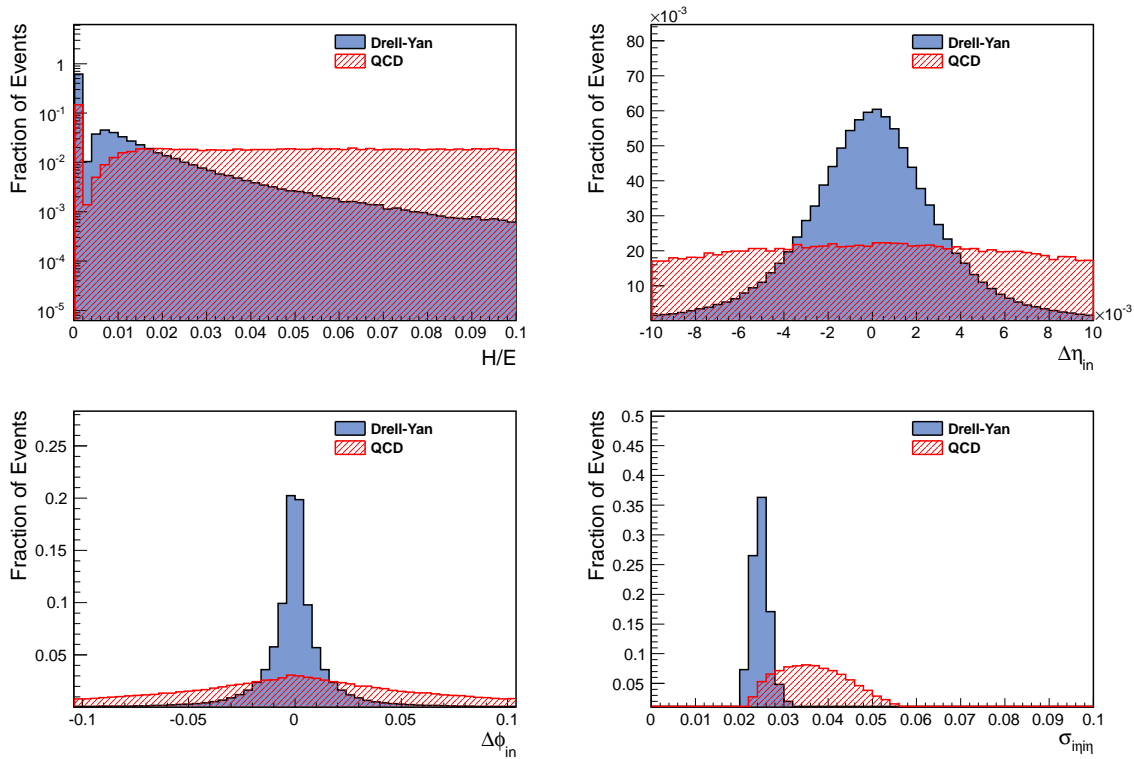 Drell-Yan
QCD
Fraction of Events
1
10-1
10-2
10-3
10-4
10-5
0 0.01 0.02 0.03 0.04 0.05 0.06 0.07 0.08 0.09 0.1
H/E
×10-3
Drell-Yan
QCD
Fraction of Events
80
70
60
50
40
30
20
10
-10 -8 -6 -4 -2 0 2 4 6 8 10
×10-3
Δηin
Drell-Yan
QCD
Fraction of Events
0.25
0.2
0.15
0.1
0.05
-0.1 -0.05 0 0.05 0.1
Δϕin
Drell-Yan
QCD
Fraction of Events
0.5
0.45
0.4
0.35
0.3
0.25
0.2
0.15
0.1
0.05
0 0.01 0.02 0.03 0.04 0.05 0.06 0.07 0.08 0.09 0.1
σiηiη